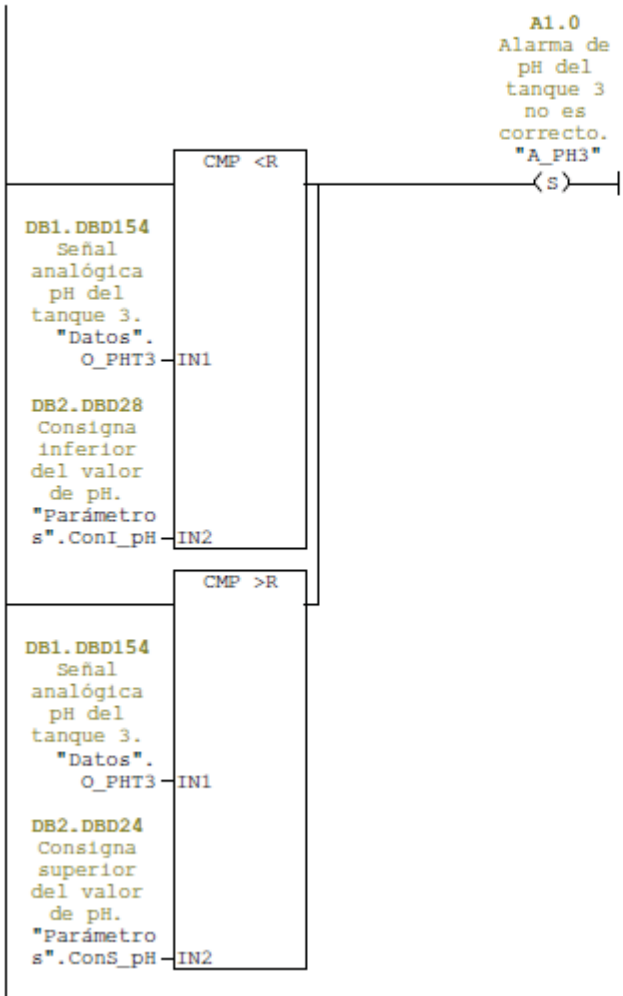 A1.0
Alarma de
pH del
tanque 3
no es
correcto.
"A_PH3"
CMP <R
S
DB1.DBD154
Señal
analógica
pH del
tanque 3.
"Datos".
O_PHT3
IN1
DB2.DBD28
Consigna
inferior
del valor
de pH.
"Parámetro
s".ConI_pH
IN2
CMP >R
DB1.DBD154
Señal
analógica
pH del
tanque 3.
"Datos".
O_PHT3
IN1
DB2.DBD24
Consigna
superior
del valor
de pH.
"Parámetro
s".ConS_pH
IN2